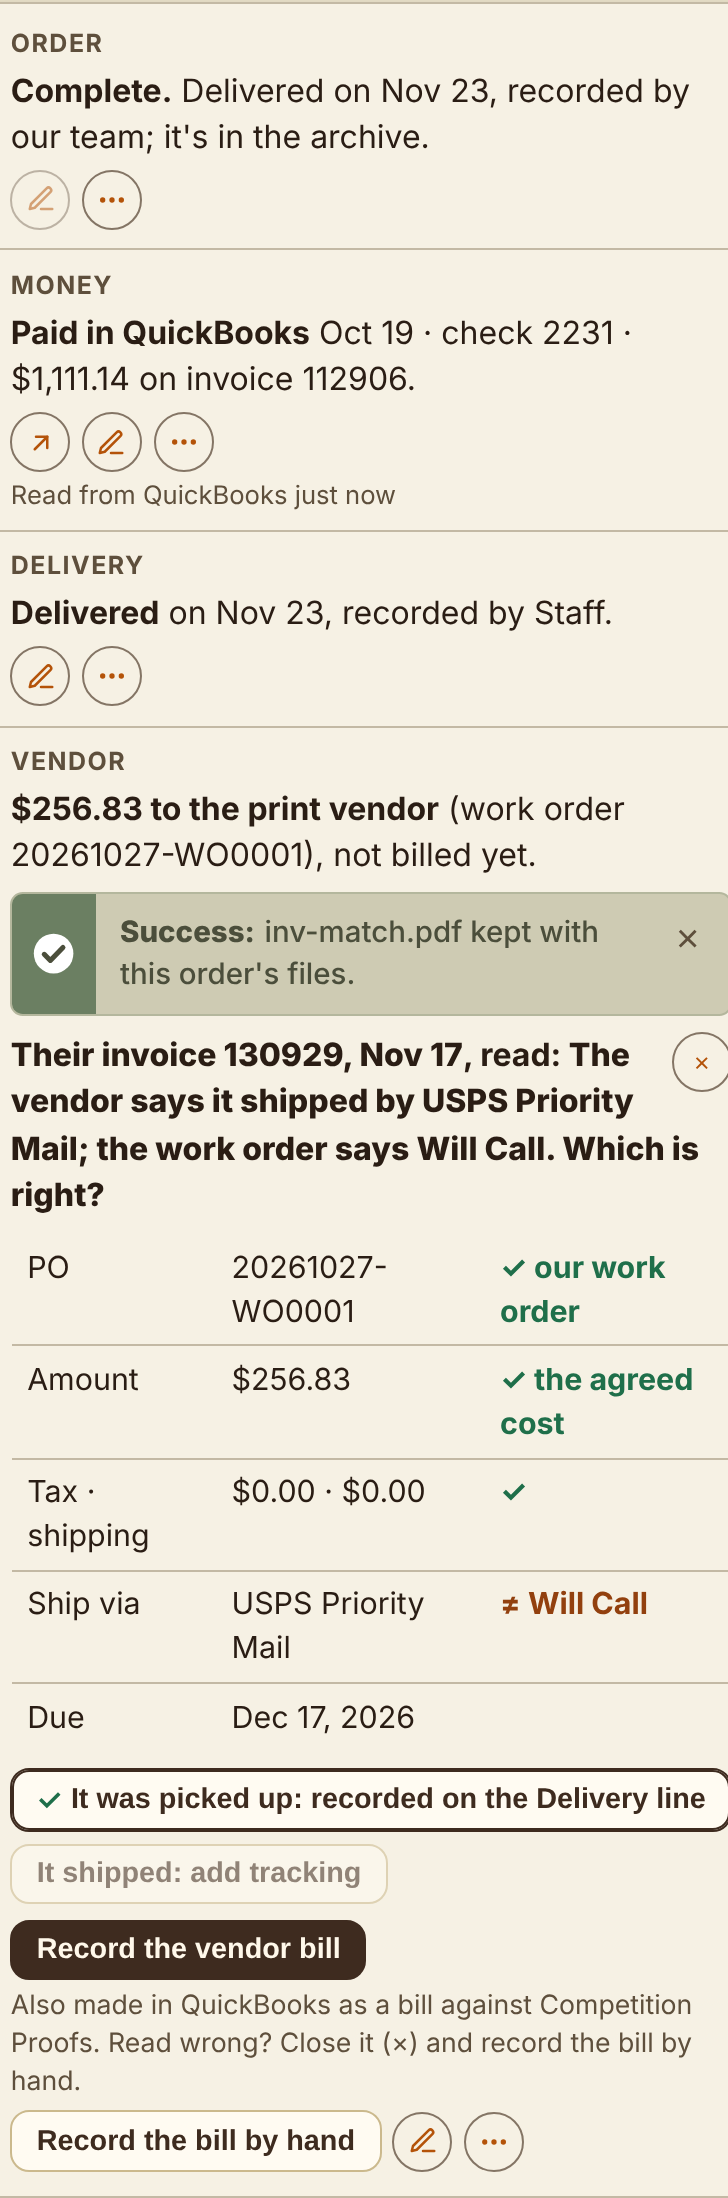 ORDER
Complete. Delivered on Nov 23, recorded by
our team; it's in the archive.
MONEY
Paid in QuickBooks Oct 19 · check 2231 ·
$1,111.14 on invoice 112906.
Read from QuickBooks just now
DELIVERY
Delivered on Nov 23, recorded by Staff.
VENDOR
$256.83 to the print vendor (work order
20261027-WO0001), not billed yet.
Success: inv-match.pdf kept with
this order's files.
Their invoice 130929, Nov 17, read: The
vendor says it shipped by USPS Priority
Mail; the work order says Will Call. Which is
right?
PO 20261027- ✓ our work
WO0001 order
Amount $256.83 ✓ the agreed
cost
Tax · $0.00 · $0.00 ✓
shipping
Ship via USPS Priority ≠ Will Call
Mail
Due Dec 17, 2026
✓ It was picked up: recorded on the Delivery line
It shipped: add tracking
Record the vendor bill
Also made in QuickBooks as a bill against Competition
Proofs. Read wrong? Close it (×) and record the bill by
hand.
Record the bill by hand